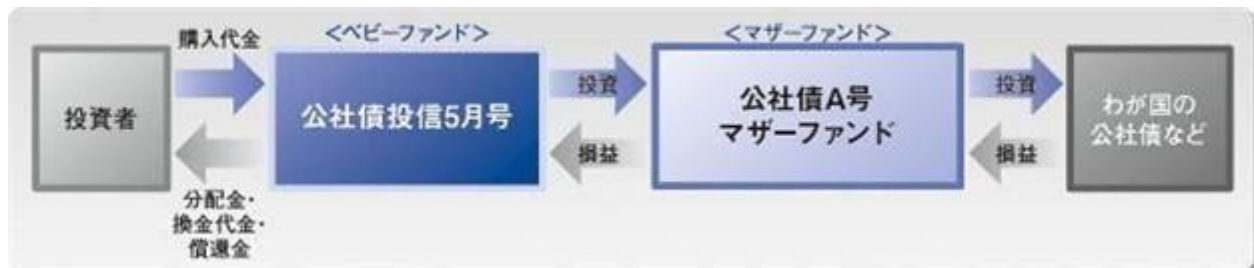 購入代金
<ベビーファンド>
<マザーファンド>
投資者
公社債投信5月号
投資
公社債A号
マザーファンド
投資
わが国の
公社債など
損益
損益
分配金・
換金代金・
償還金